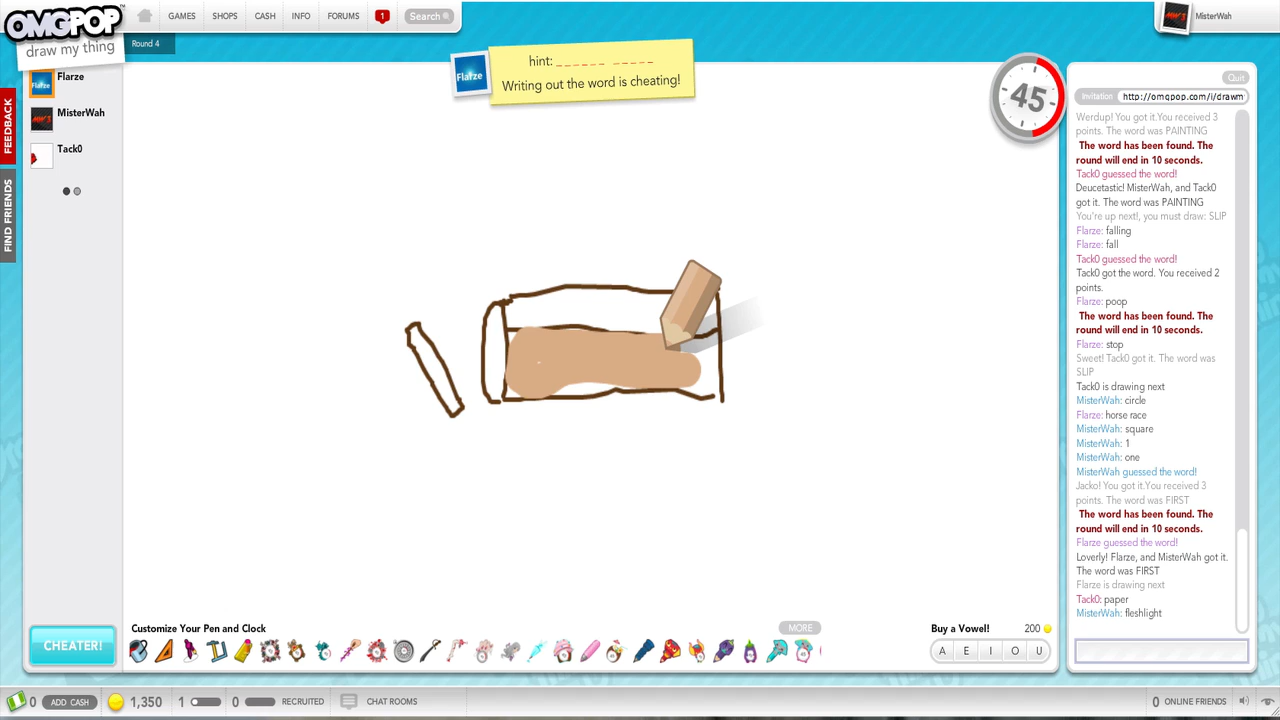 OMGPOP™
GAMES
SHOPS
CASH
INFO
FORUMS
1
Search
MisterWah
draw my thing
Round 4
hint: ______ _____
Writing out the word is cheating!
Flarze
45
FEEDBACK
FIND FRIENDS
Flarze
Flarze
MisterWah
Tack0
Quit
Invitation
http://omgpop.com/i/drawm
Werdup! You got it.You received 3
points. The word was PAINTING
The word has been found. The
round will end in 10 seconds.
Tack0 guessed the word!
Deucetastic! MisterWah, and Tack0
got it. The word was PAINTING
You're up next!, you must draw: SLIP
Flarze: falling
Flarze: fall
Tack0 guessed the word!
Tack0 got the word. You received 2
points.
Flarze: poop
The word has been found. The
round will end in 10 seconds.
Flarze: stop
Sweet! Tack0 got it. The word was
SLIP
Tack0 is drawing next
MisterWah: circle
Flarze: horse race
MisterWah: square
MisterWah: 1
MisterWah: one
MisterWah guessed the word!
Jacko! You got it.You received 3
points. The word was FIRST
The word has been found. The
round will end in 10 seconds.
Flarze guessed the word!
Loverly! Flarze, and MisterWah got it.
The word was FIRST
Flarze is drawing next
Tack0: paper
MisterWah: fleshlight
CHEATER!
Customize Your Pen and Clock
MORE
Buy a Vowel!
200
A E I O U
0
ADD CASH
1,350
1
0
RECRUITED
CHAT ROOMS
0 ONLINE FRIENDS